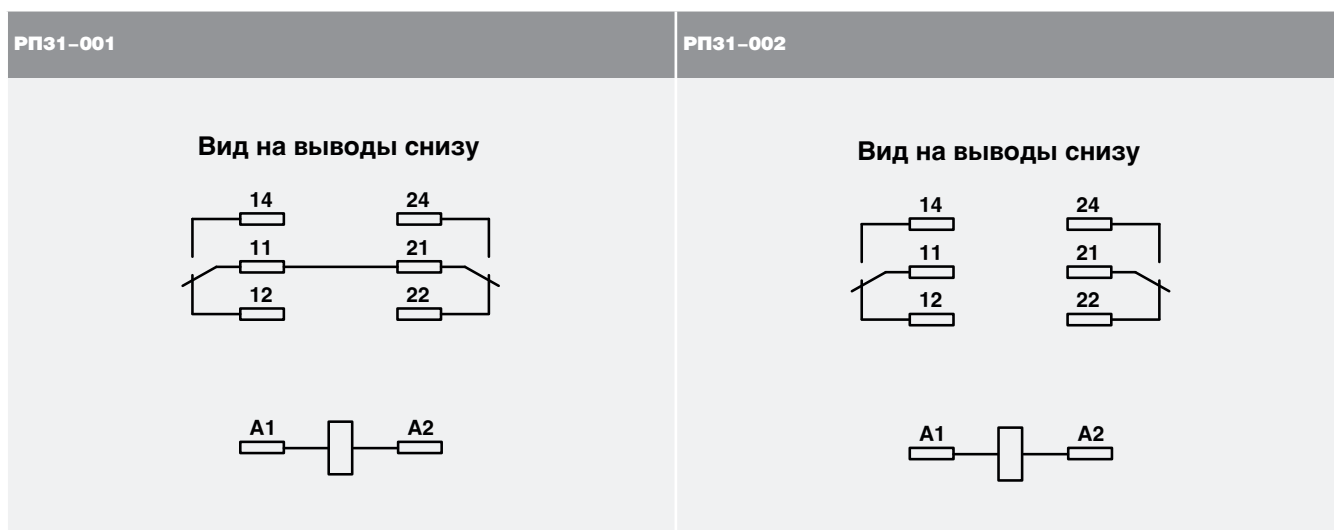 РП31–001
РП31–002
Вид на выводы снизу
Вид на выводы снизу
14 24
11 21
12 22
A1 A2
14 24
11 21
12 22
A1 A2